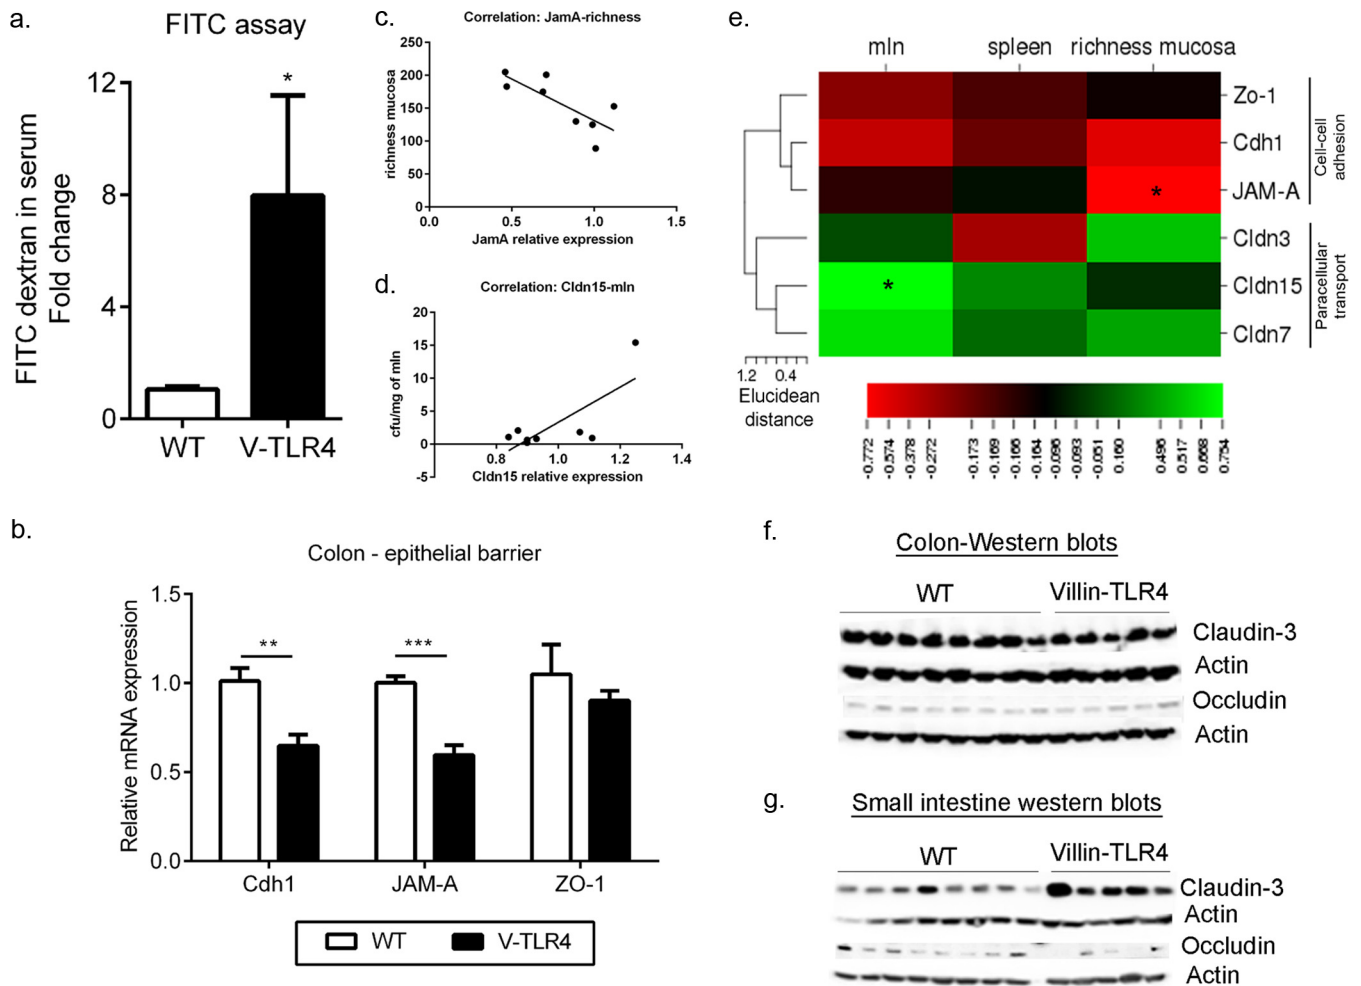 a.
FITC assay
FITC dextran in serum
Fold change
12
8
4
0
*
WT
V-TLR4
c.
Correlation: JamA-richness
richness mucosa
250
200
150
100
50
0
0.0
0.5
1.0
1.5
JamA relative expression
d.
Correlation: Cldn15-mln
cfu/mg of mln
20
15
10
5
0
-5
0.8
1.0
1.2
1.4
Cldn15 relative expression
e.
mln
spleen
richness mucosa
Zo-1
Cdh1
JAM-A
*
Cldn3
Cldn15
*
Cldn7
Cell-cell
adhesion
Paracellular
transport
1.2
0.4
Elucidean
distance
-0.772
-0.574
-0.378
-0.272
-0.173
-0.169
-0.166
-0.164
-0.095
-0.093
-0.051
0.160
0.495
0.517
0.668
0.754
b.
Colon - epithelial barrier
Relative mRNA expression
1.5
1.0
0.5
0.0
**
***
Cdh1
JAM-A
ZO-1
WT
V-TLR4
f.
Colon-Western blots
WT
Villin-TLR4
Claudin-3
Actin
Occludin
Actin
g.
Small intestine western blots
WT
Villin-TLR4
Claudin-3
Actin
Occludin
Actin